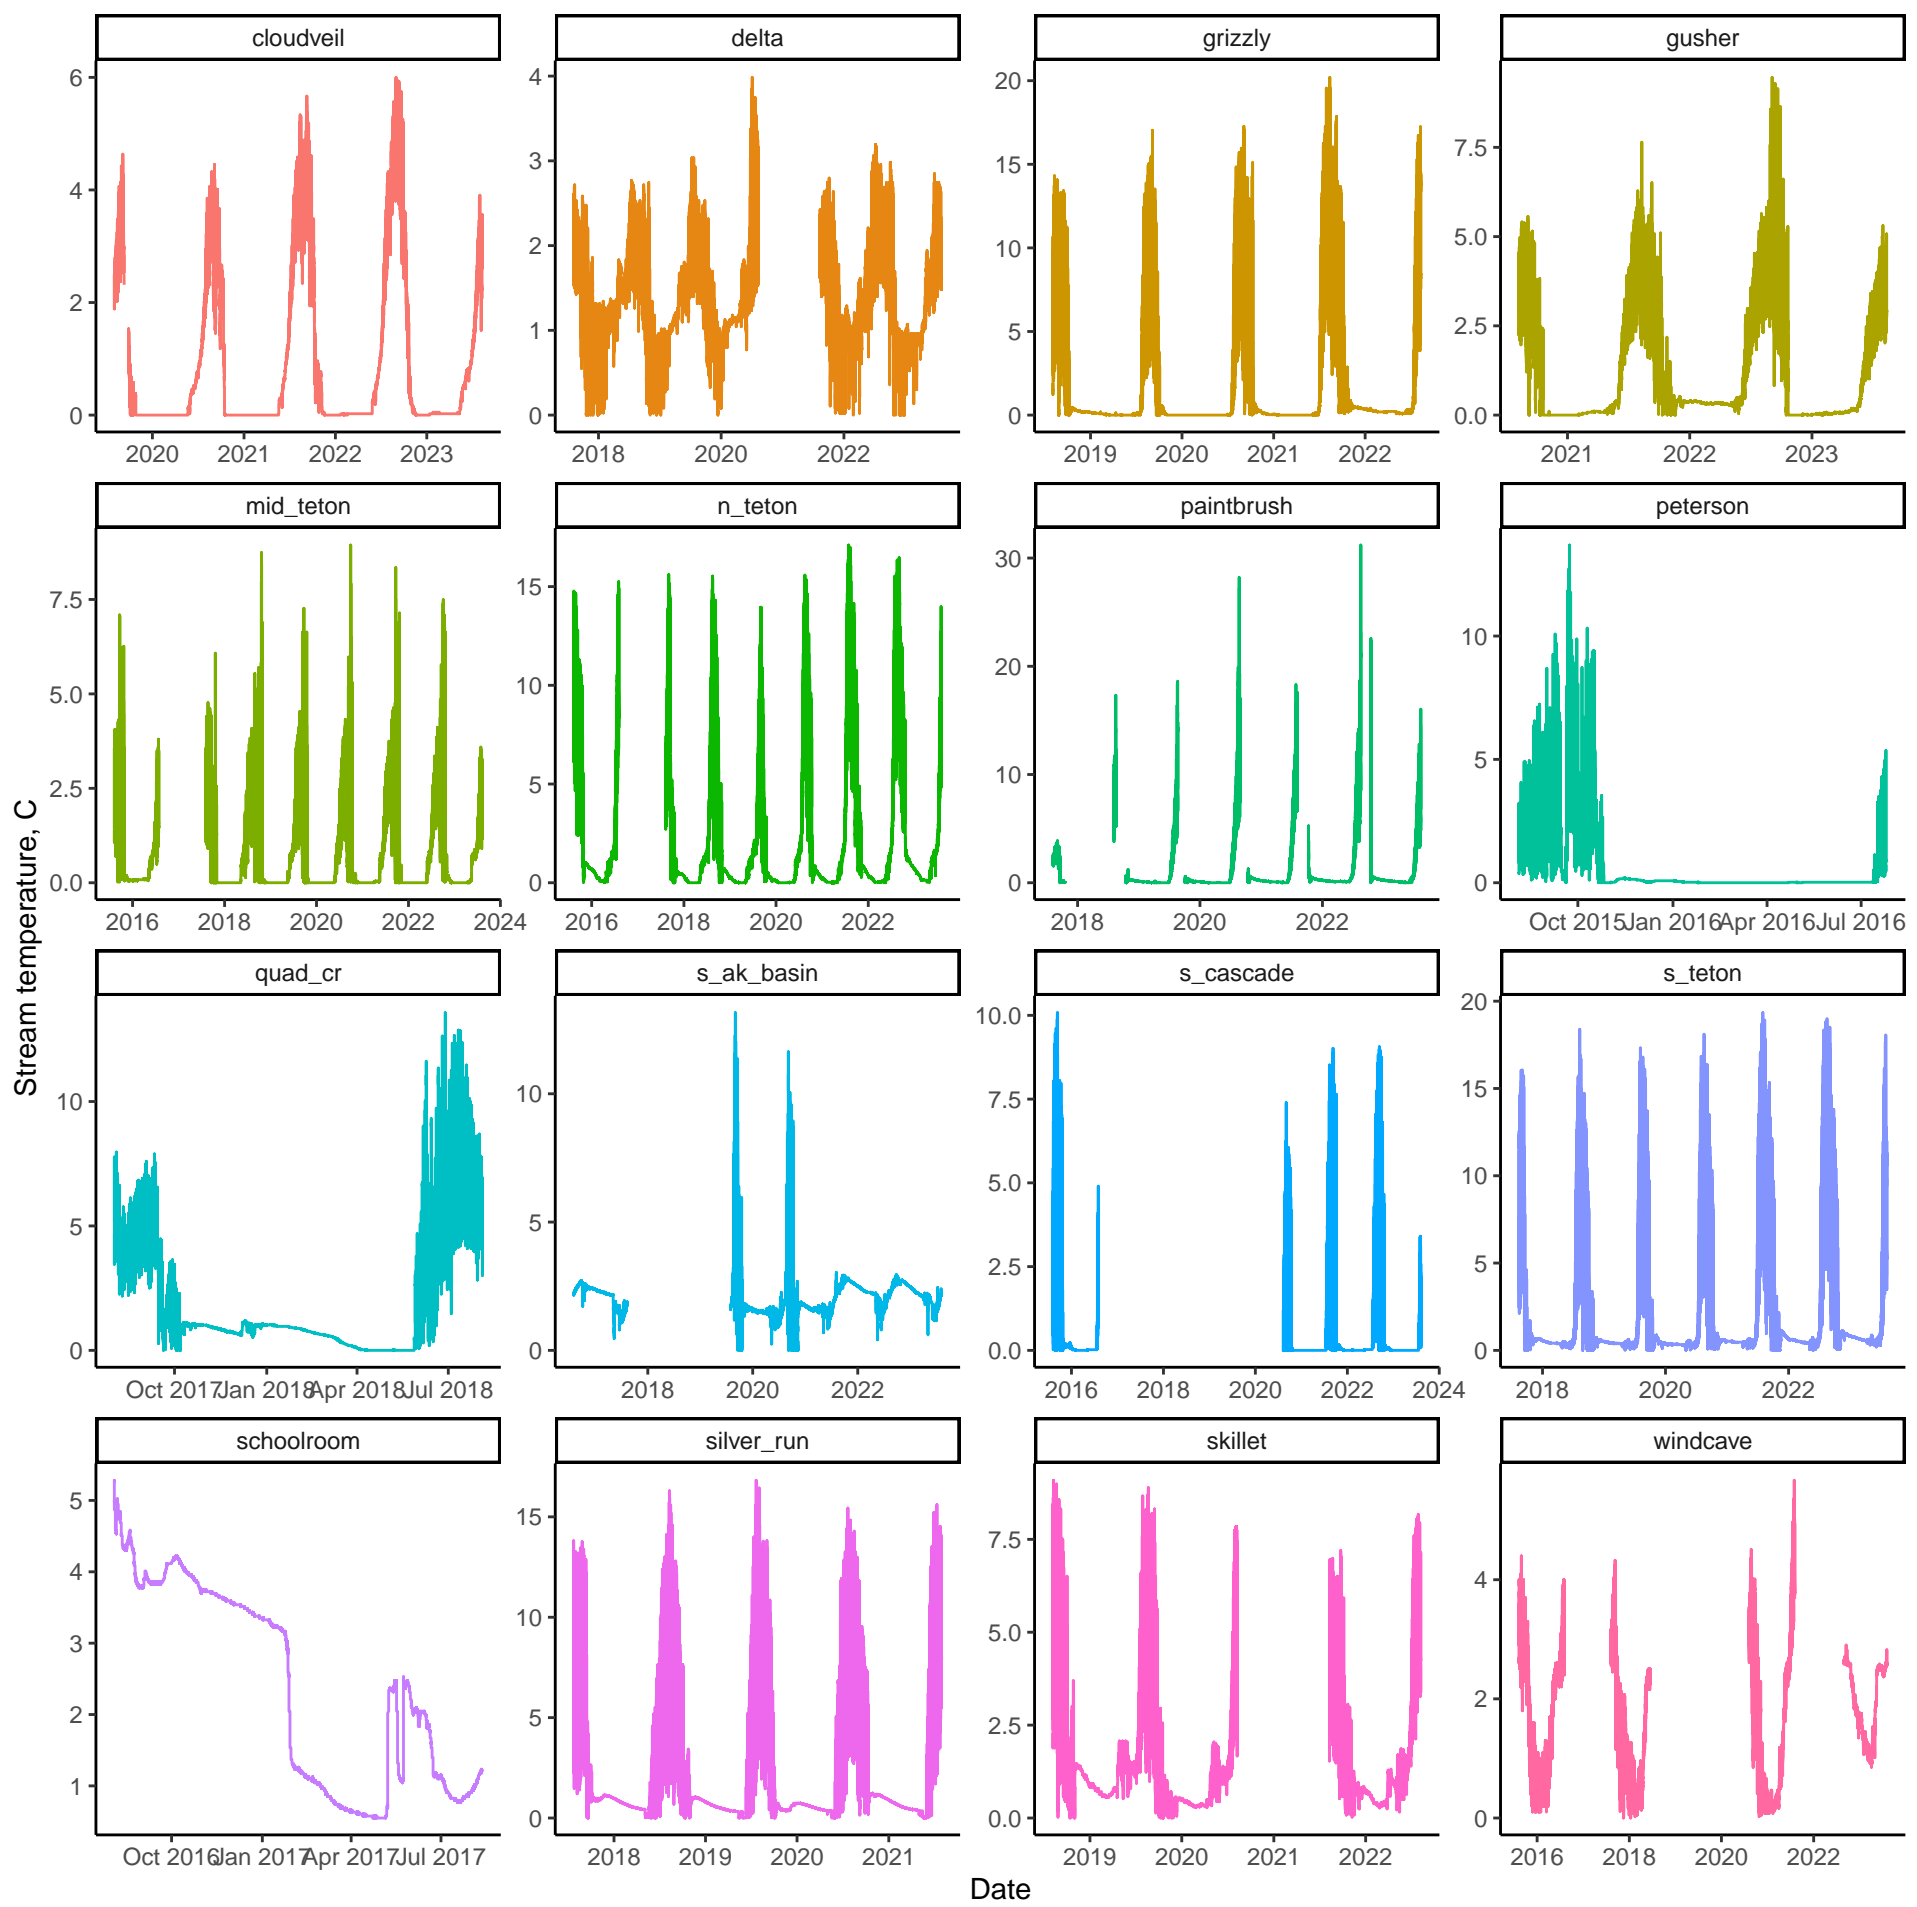 cloudveil delta grizzly gusher
6 4 20 7.5
4 3 15 5.0
2 2 10 2.5
0 1 5 0.0
0 0
2020 2021 2022 2023 2018 2020 2022 2019 2020 2021 2022 2021 2022 2023
mid_teton n_teton paintbrush peterson
7.5 15 30 10
5.0 10 20 5
2.5 5 10 0
0.0 0 0
2016 2018 2020 2022 2024 2016 2018 2020 2022 2018 2020 2022 Oct 2015 Jan 2016 Apr 2016 Jul 2016
Stream temperature, C
quad_cr s_ak_basin s_cascade s_teton
10 10 10.0 20
5 5 7.5 15
0 0 5.0 10
2.5 5
0.0 0
Oct 2017 Jan 2018 Apr 2018 Jul 2018 2018 2020 2022 2016 2018 2020 2022 2024 2018 2020 2022
schoolroom silver_run skillet windcave
5 15 7.5 4
4 10 5.0 2
3 5 2.5 0
2 0 0.0
1
Oct 2016 Jan 2017 Apr 2017 Jul 2017 2018 2019 2020 2021 2019 2020 2021 2022 2016 2018 2020 2022
Date